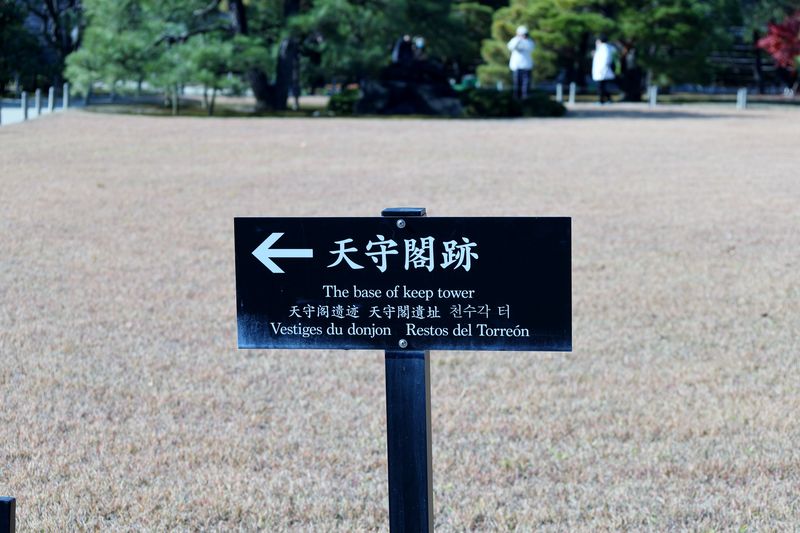 ← 天守閣跡
The base of keep tower
天守阁遗迹 天守閣遺址 천수각 터
Vestiges du donjon Restos del Torreón